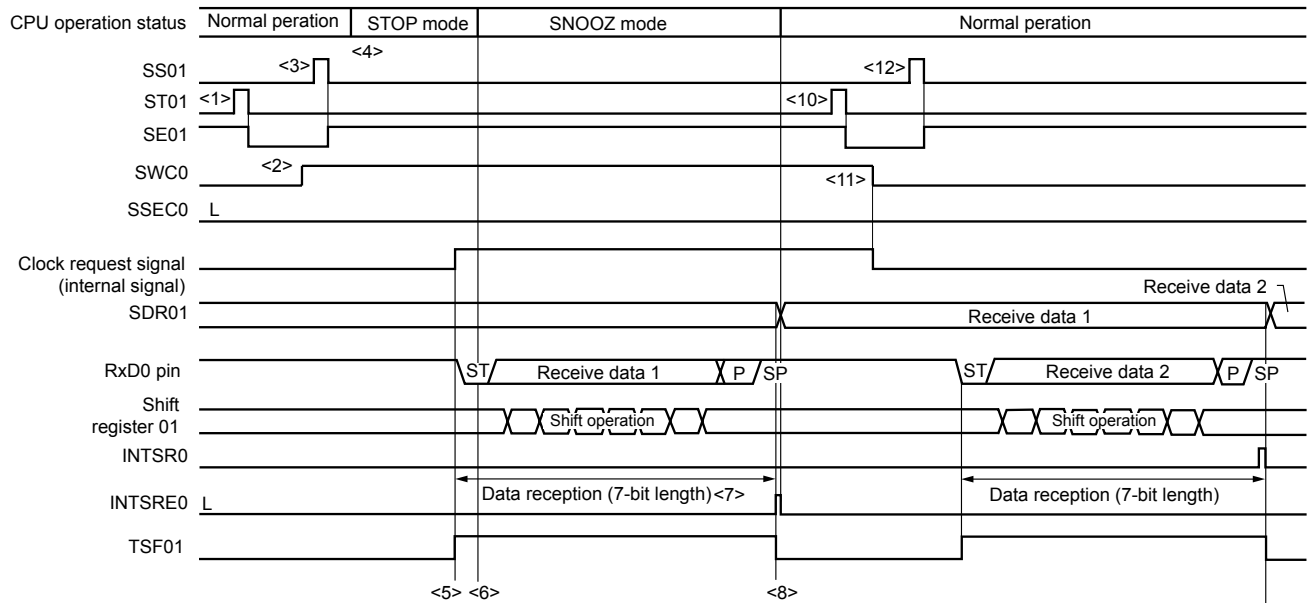 CPU operation status Normal peration STOP mode SNOOZ mode Normal peration
<4>
SS01 <3> <12>
ST01 <1> <10>
SE01
SWC0 <2> <11>
SSEC0 L
Clock request signal
(internal signal)
Receive data 2
SDR01 Receive data 1
RxD0 pin ST Receive data 1 P SP ST Receive data 2 P SP
Shift
register 01 Shift operation Shift operation
INTSR0
Data reception (7-bit length) <7> Data reception (7-bit length)
INTSRE0 L
TSF01
<5> <6> <8>